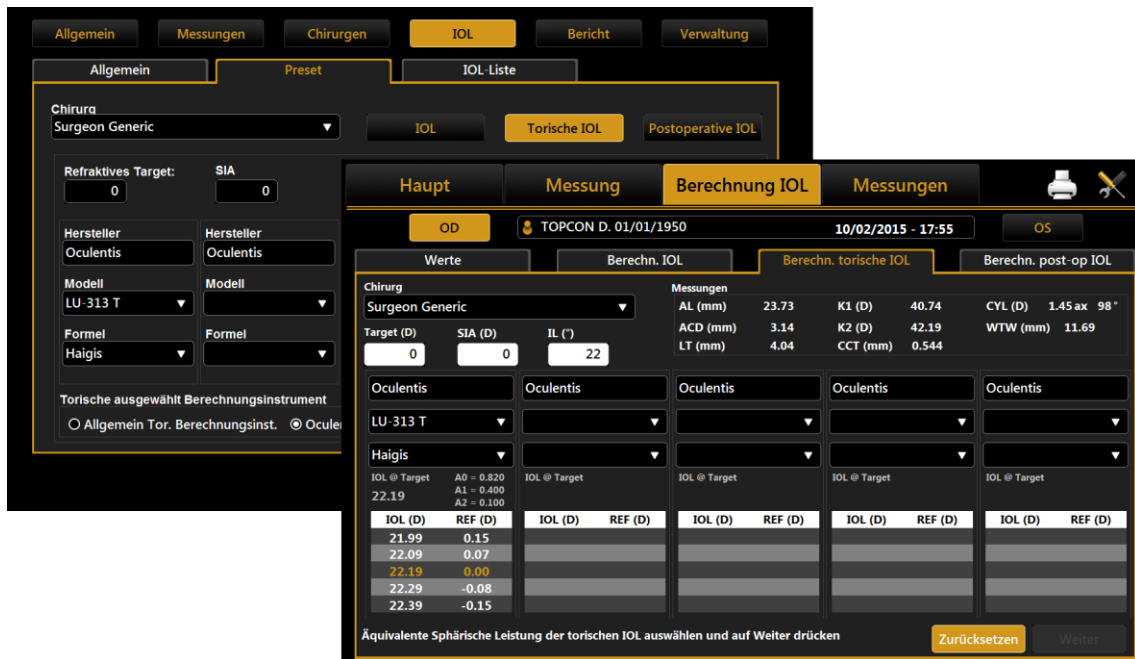 Allgemein Messungen Chirurgen IOL Bericht Verwaltung
Allgemein Preset IOL-Liste
Chirurg
Surgeon Generic IOL Torische IOL Postoperative IOL
Refraktives Target: SIA
0 0
Hersteller Hersteller
Oculentis Oculentis
Modell Modell
LU-313 T
Formel Formel
Haigis
Torische ausgewählt Berechnungsinstrument
Allgemein Tor. Berechnungsinst.
Haupt Messung Berechnung IOL Messungen
OD TOPCON D. 01/01/1950 10/02/2015 - 17:55 OS
Werte Berechn. IOL Berechn. torische IOL Berechn. post-op IOL
Chirurg Messungen
Surgeon Generic AL (mm) 23.73 K1 (D) 40.74 CYL (D) 1.45 ax 98°
Target (D) SIA (D) IL (°) ACD (mm) 3.14 K2 (D) 42.19 WTW (mm) 11.69
0 0 22 LT (mm) 4.04 CCT (mm) 0.544
Oculentis Oculentis Oculentis Oculentis Oculentis
LU-313 T
Haigis
IOL @ Target A0 = 0.820 IOL @ Target IOL @ Target IOL @ Target IOL @ Target
22.19 A1 = 0.400
A2 = 0.100
IOL (D) REF (D) IOL (D) REF (D) IOL (D) REF (D) IOL (D) REF (D) IOL (D) REF (D)
21.99 0.15
22.09 0.07
22.19 0.00
22.29 -0.08
22.39 -0.15
Äquivalente Sphärische Leistung der torischen IOL auswählen und auf Weiter drücken Zurücksetzen Weiter